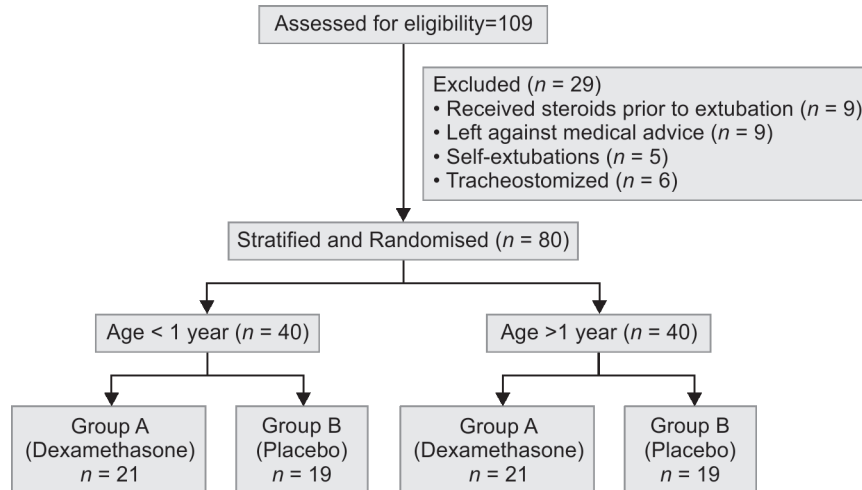 Assessed for eligibility=109
Excluded (n = 29)
• Received steroids prior to extubation (n = 9)
• Left against medical advice (n = 9)
• Self-extubations (n = 5)
• Tracheostomized (n = 6)
Stratified and Randomised (n = 80)
Age < 1 year (n = 40)
Age >1 year (n = 40)
Group A
(Dexamethasone)
n = 21
Group B
(Placebo)
n = 19
Group A
(Dexamethasone)
n = 21
Group B
(Placebo)
n = 19